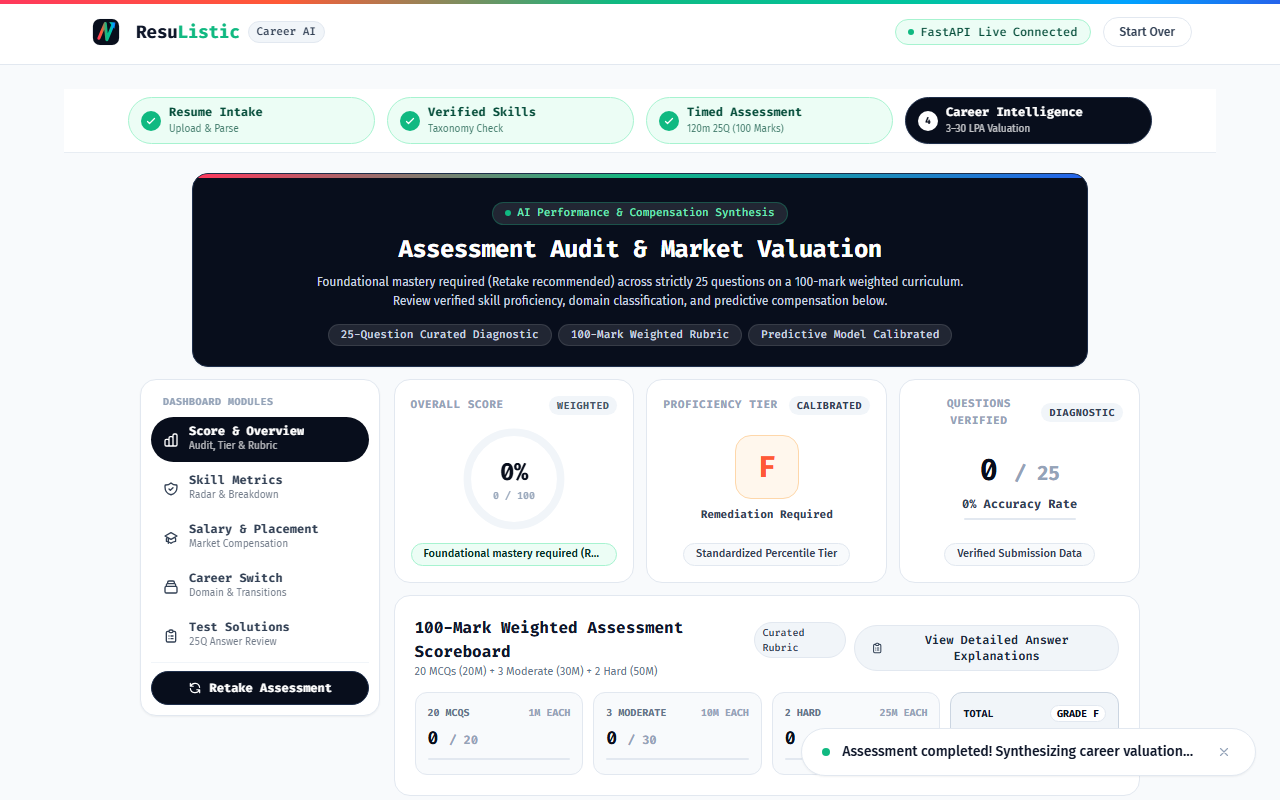 ResuListic
Career AI
FastAPI Live Connected
Start Over
Resume Intake
Upload & Parse
Verified Skills
Taxonomy Check
Timed Assessment
120m 25Q (100 Marks)
4
Career Intelligence
3–30 LPA Valuation
AI Performance & Compensation Synthesis
Assessment Audit & Market Valuation
Foundational mastery required (Retake recommended) across strictly 25 questions on a 100-mark weighted curriculum.
Review verified skill proficiency, domain classification, and predictive compensation below.
25-Question Curated Diagnostic
100-Mark Weighted Rubric
Predictive Model Calibrated
DASHBOARD MODULES
Score & Overview
Audit, Tier & Rubric
Skill Metrics
Radar & Breakdown
Salary & Placement
Market Compensation
Career Switch
Domain & Transitions
Test Solutions
25Q Answer Review
Retake Assessment
OVERALL SCORE
WEIGHTED
0%
0 / 100
Foundational mastery required (R...
PROFICIENCY TIER
CALIBRATED
F
Remediation Required
Standardized Percentile Tier
QUESTIONS
VERIFIED
DIAGNOSTIC
0 / 25
0% Accuracy Rate
Verified Submission Data
100-Mark Weighted Assessment
Scoreboard
20 MCQs (20M) + 3 Moderate (30M) + 2 Hard (50M)
Curated
Rubric
View Detailed Answer
Explanations
20 MCQS
1M EACH
0 / 20
3 MODERATE
10M EACH
0 / 30
2 HARD
25M EACH
0
TOTAL
GRADE F
Assessment completed! Synthesizing career valuation...